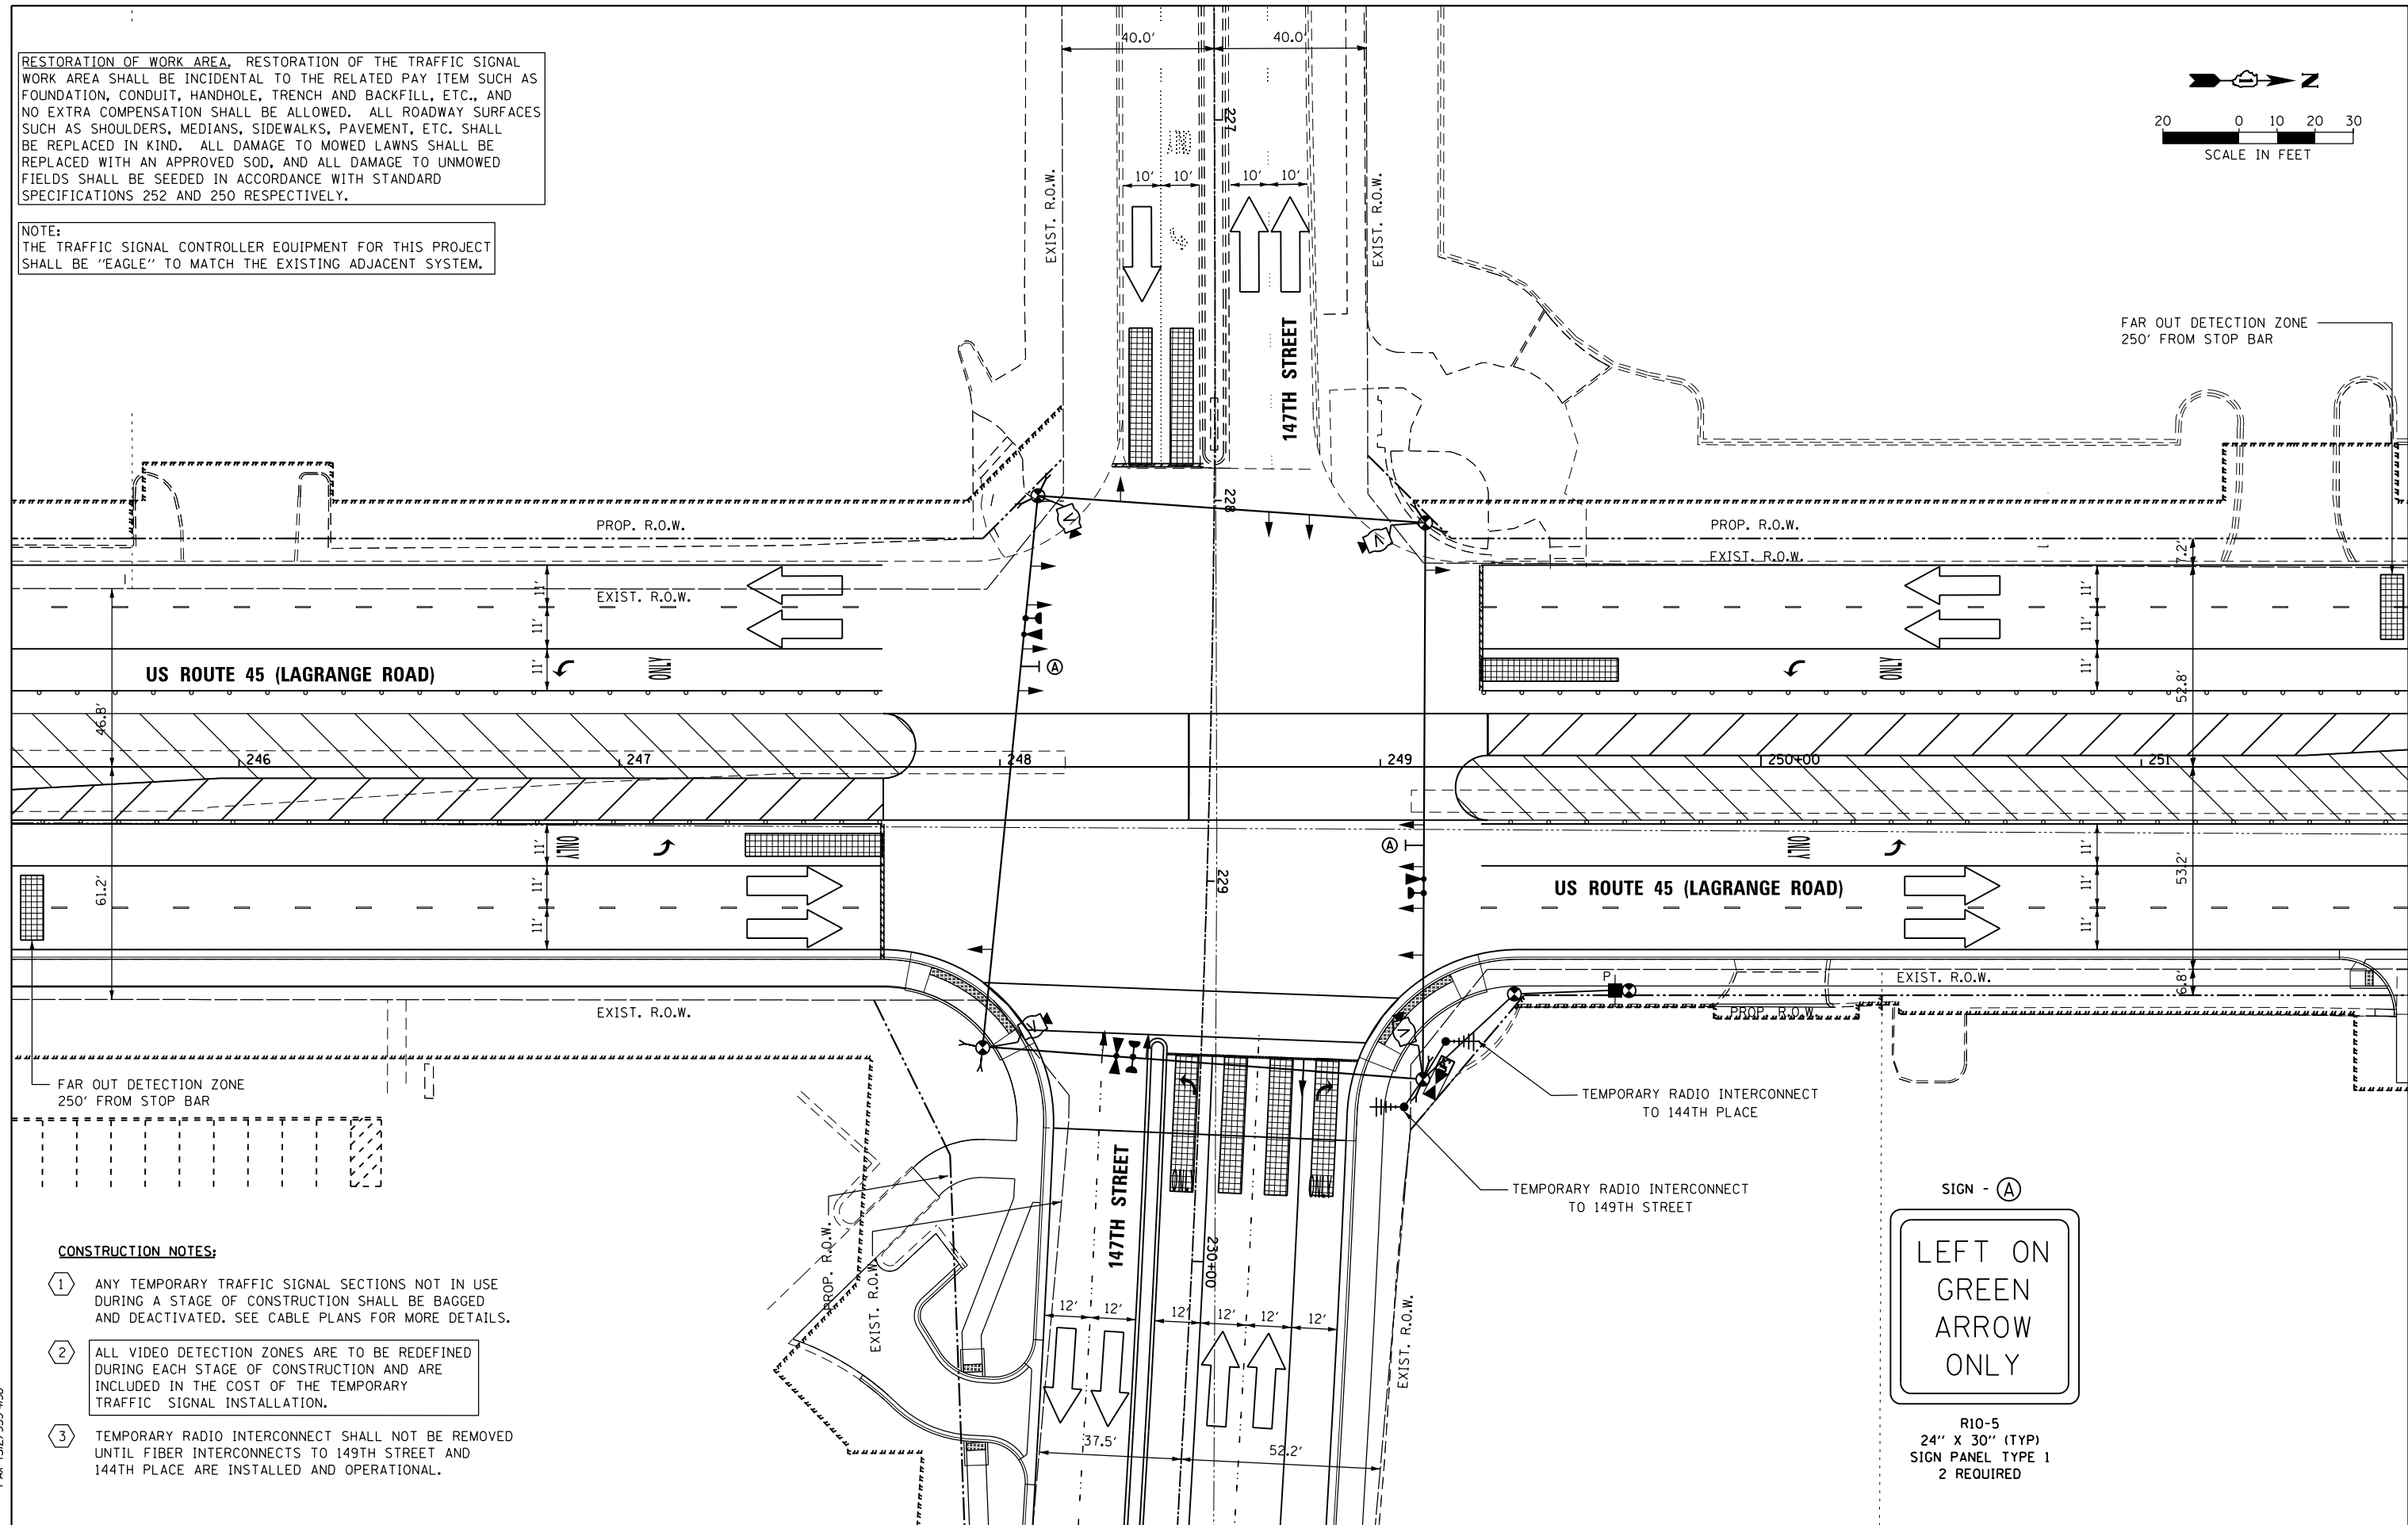 RESTORATION OF WORK AREA. RESTORATION OF THE TRAFFIC SIGNAL
WORK AREA SHALL BE INCIDENTAL TO THE RELATED PAY ITEM SUCH AS
FOUNDATION, CONDUIT, HANDHOLE, TRENCH AND BACKFILL, ETC., AND
NO EXTRA COMPENSATION SHALL BE ALLOWED. ALL ROADWAY SURFACES
SUCH AS SHOULDERS, MEDIANS, SIDEWALKS, PAVEMENT, ETC. SHALL
BE REPLACED IN KIND. ALL DAMAGE TO MOWED LAWNS SHALL BE
REPLACED WITH AN APPROVED SOD, AND ALL DAMAGE TO UNMOWED
FIELDS SHALL BE SEEDED IN ACCORDANCE WITH STANDARD
SPECIFICATIONS 252 AND 250 RESPECTIVELY.
NOTE:
THE TRAFFIC SIGNAL CONTROLLER EQUIPMENT FOR THIS PROJECT
SHALL BE "EAGLE" TO MATCH THE EXISTING ADJACENT SYSTEM.
40.0' 40.0'
227
10' 10' 10' 10'
EXIST. R.O.W.
EXIST. R.O.W.
147TH STREET
N
20 0 10 20 30
SCALE IN FEET
FAR OUT DETECTION ZONE
250' FROM STOP BAR
228
PROP. R.O.W.
PROP. R.O.W.
EXIST. R.O.W.
7.2'
V
V
EXIST. R.O.W.
11'
11'
11'
11'
11'
11'
ONLY
ONLY
A
US ROUTE 45 (LAGRANGE ROAD)
46.8'
52.8'
246 247 248 249 250+00 251
A
ONLY
ONLY
11'
11'
11'
11'
11'
11'
229
61.2'
53.2'
US ROUTE 45 (LAGRANGE ROAD)
EXIST. R.O.W.
EXIST. R.O.W.
6.8'
P
PROP. R.O.W.
V
V
FAR OUT DETECTION ZONE
250' FROM STOP BAR
TEMPORARY RADIO INTERCONNECT
TO 144TH PLACE
TEMPORARY RADIO INTERCONNECT
TO 149TH STREET
ONLY
ONLY
147TH STREET
230+00
PROP. R.O.W.
EXIST. R.O.W.
EXIST. R.O.W.
12' 12' 12' 12' 12' 12'
37.5' 52.2'
CONSTRUCTION NOTES:
1 ANY TEMPORARY TRAFFIC SIGNAL SECTIONS NOT IN USE
DURING A STAGE OF CONSTRUCTION SHALL BE BAGGED
AND DEACTIVATED. SEE CABLE PLANS FOR MORE DETAILS.
2 ALL VIDEO DETECTION ZONES ARE TO BE REDEFINED
DURING EACH STAGE OF CONSTRUCTION AND ARE
INCLUDED IN THE COST OF THE TEMPORARY
TRAFFIC SIGNAL INSTALLATION.
3 TEMPORARY RADIO INTERCONNECT SHALL NOT BE REMOVED
UNTIL FIBER INTERCONNECTS TO 149TH STREET AND
144TH PLACE ARE INSTALLED AND OPERATIONAL.
SIGN - A
LEFT ON
GREEN
ARROW
ONLY
R10-5
24" X 30" (TYP)
SIGN PANEL TYPE 1
2 REQUIRED